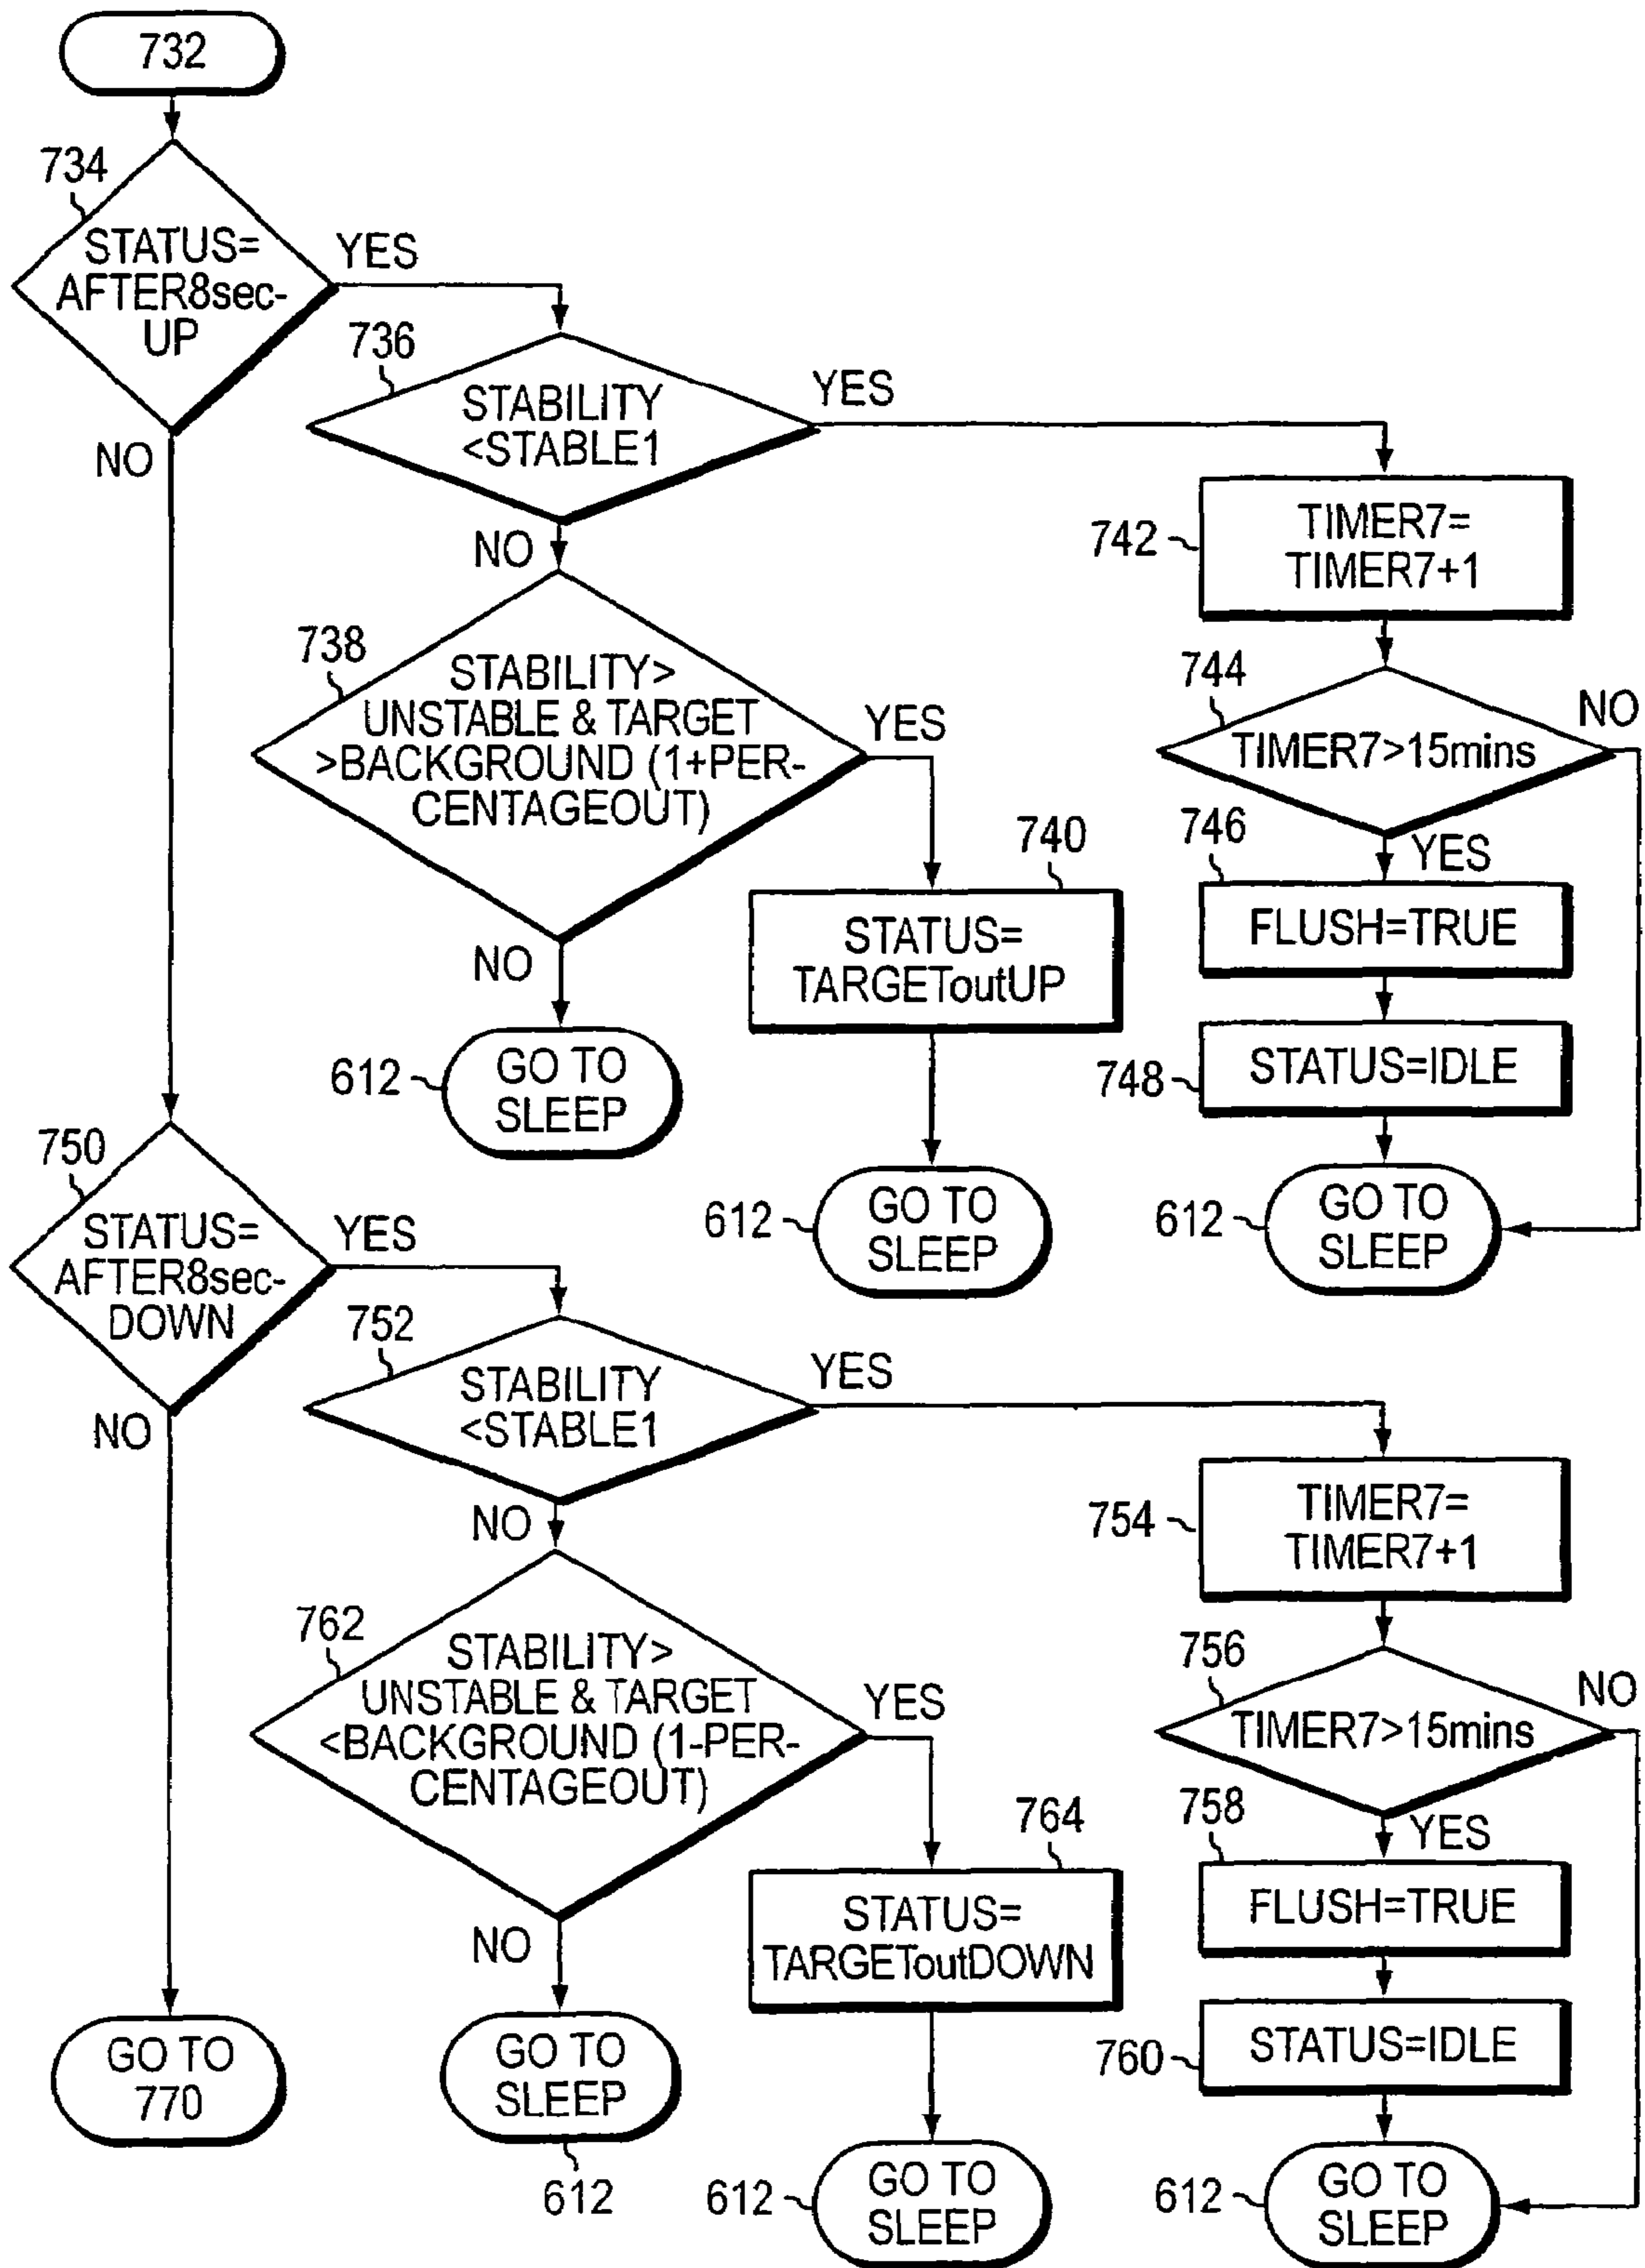 732
734
STATUS=
AFTER8sec-
UP
YES
NO
736
STABILITY
<STABLE1
YES
NO
742
TIMER7=
TIMER7+1
738
STABILITY>
UNSTABLE & TARGET
>BACKGROUND (1+PER-
CENTAGEOUT)
YES
NO
744
TIMER7>15mins
NO
YES
740
STATUS=
TARGEToutUP
746
FLUSH=TRUE
748
STATUS=IDLE
612
GO TO
SLEEP
612
GO TO
SLEEP
612
GO TO
SLEEP
750
STATUS=
AFTER8sec-
DOWN
YES
NO
752
STABILITY
<STABLE1
YES
NO
754
TIMER7=
TIMER7+1
762
STABILITY>
UNSTABLE & TARGET
<BACKGROUND (1-PER-
CENTAGEOUT)
YES
NO
756
TIMER7>15mins
NO
YES
764
STATUS=
TARGEToutDOWN
758
FLUSH=TRUE
760
STATUS=IDLE
GO TO
770
GO TO
SLEEP
612
612
GO TO
SLEEP
612
GO TO
SLEEP